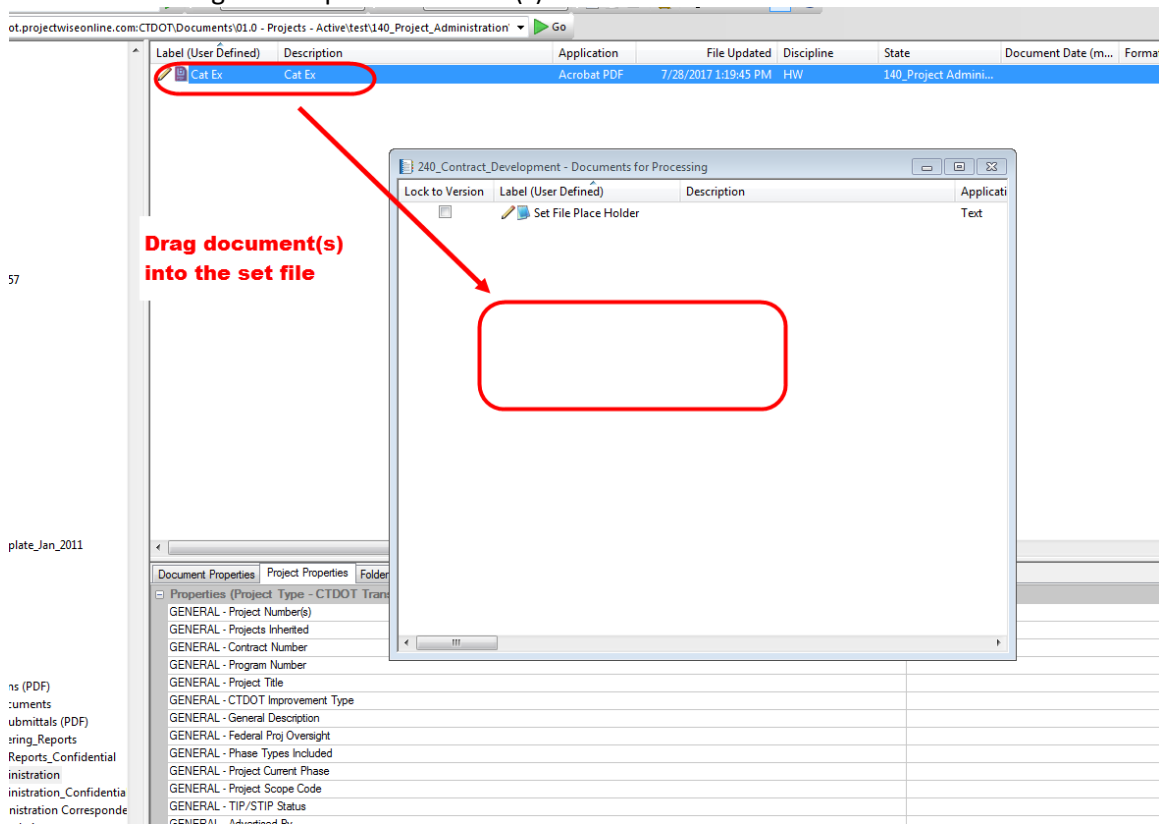 ot.projectwiseonline.com:CTDOT\Documents\01.0 - Projects - Active\test\140_Project_Administration\ Go
Label (User Defined) Description Application File Updated Discipline State Document Date (m... Forma
Cat Ex Cat Ex Acrobat PDF 7/28/2017 1:19:45 PM HW 140_Project Admini...
240_Contract_Development - Documents for Processing
Lock to Version Label (User Defined) Description Applicati
Set File Place Holder Text
Drag document(s)
into the set file
57
plate_Jan_2011
Document Properties Project Properties Folder
Properties (Project Type - CTDOT Trans
GENERAL - Project Number(s)
GENERAL - Projects Inherited
GENERAL - Contract Number
GENERAL - Program Number
GENERAL - Project Title
GENERAL - CTDOT Improvement Type
GENERAL - General Description
GENERAL - Federal Proj Oversight
GENERAL - Phase Types Included
GENERAL - Project Current Phase
GENERAL - Project Scope Code
GENERAL - TIP/STIP Status
GENERAL - Advertised By
ns (PDF)
cuments
ubmittals (PDF)
ering_Reports
Reports_Confidential
inistration
inistration_Confidentia
nistration Corresponde